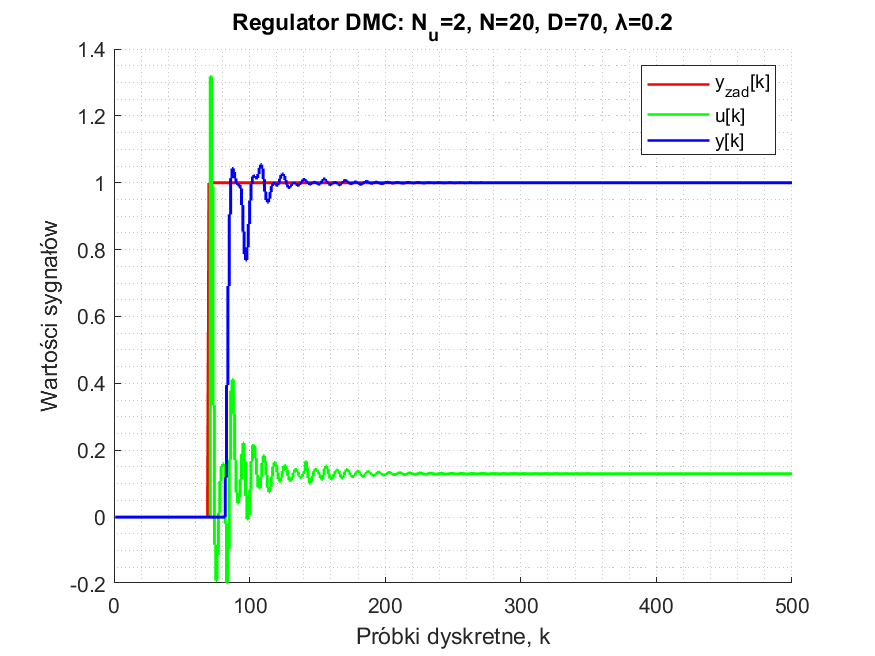 Regulator DMC: Nu=2, N=20, D=70, λ=0.2
1.4
1.2
1
0.8
0.6
0.4
0.2
0
-0.2
Wartości sygnałów
yzad[k]
u[k]
y[k]
0
100
200
300
400
500
Próbki dyskretne, k